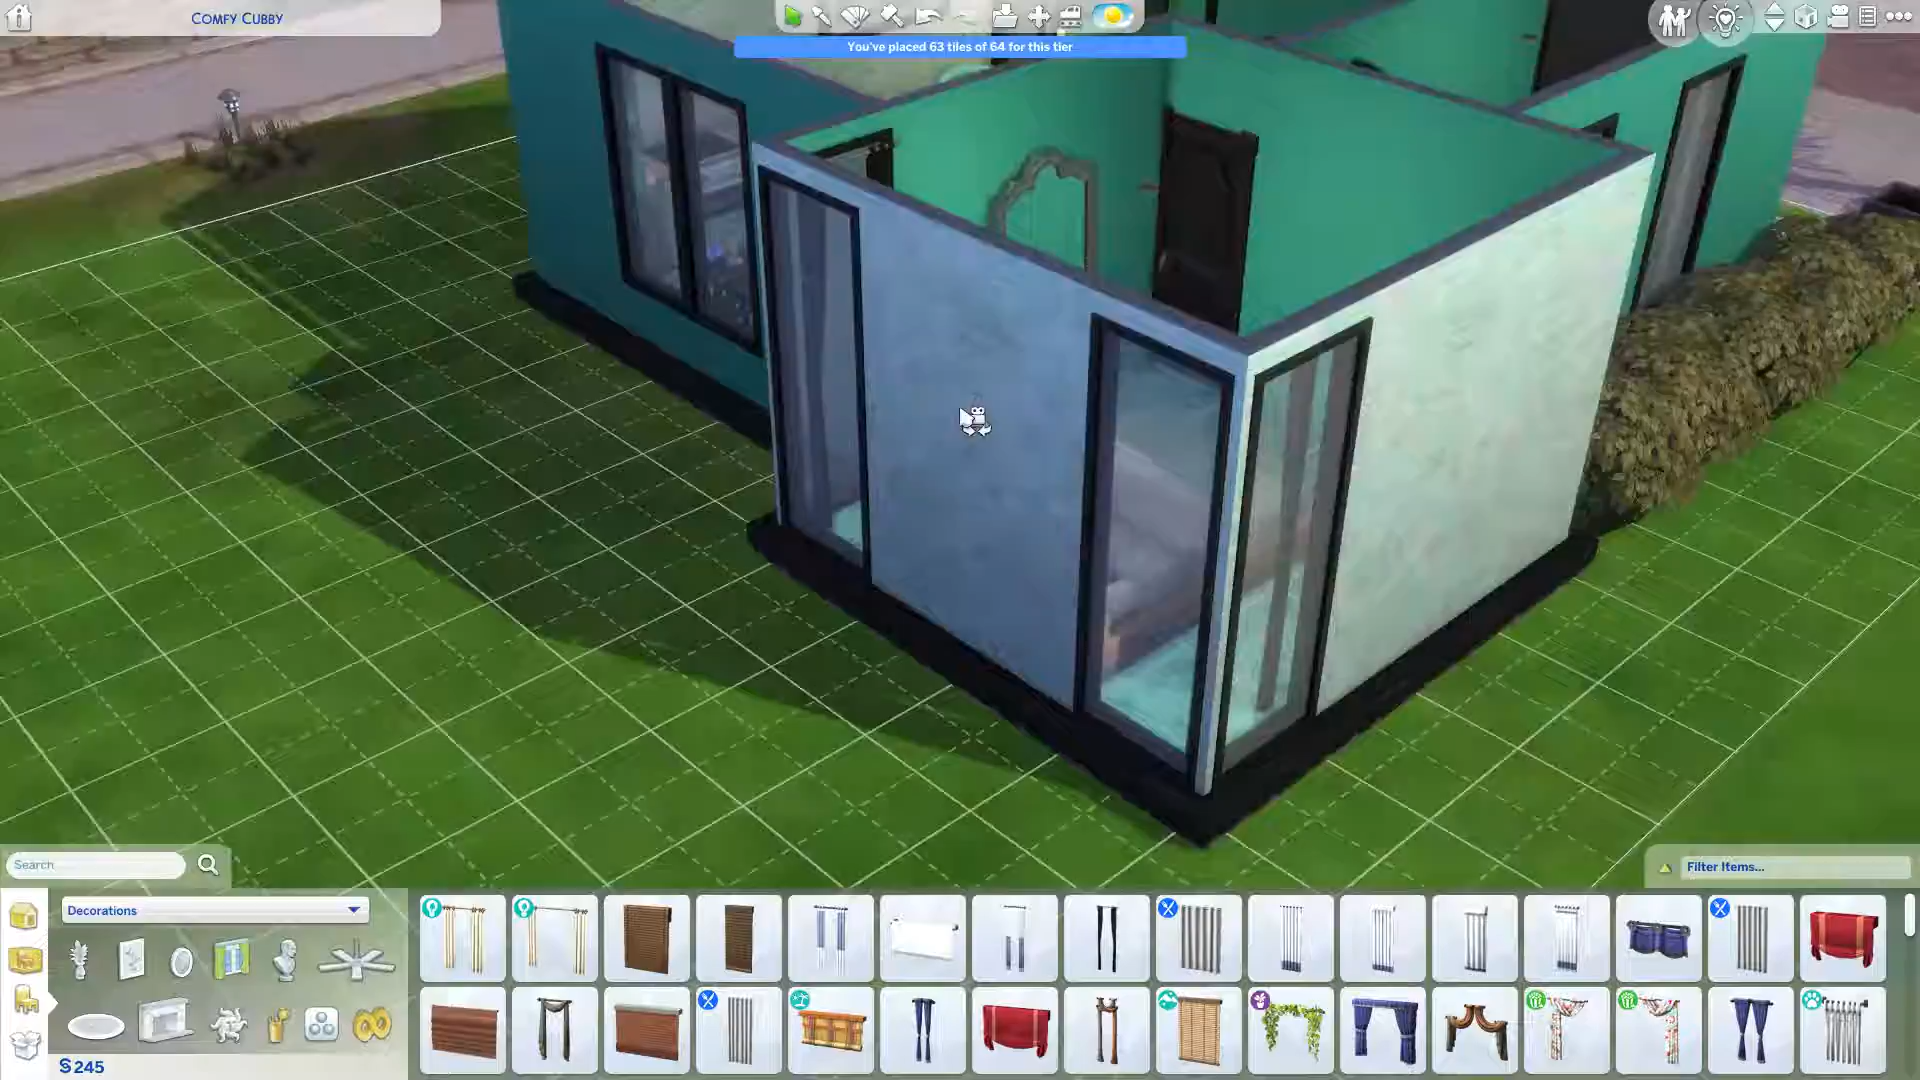 COMFY CUBBY
You've placed 63 tiles of 64 for this tier
Search
Filter Items...
Decorations
§245